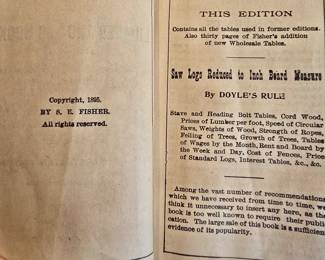 Copyright, 1895,
BY S. E. FISHER.
All rights reserved.
THIS EDITION
Contains all the tables used in former editions.
Also thirty pages of Fisher's addition
of new Wholesale Tables.
Saw Logs Reduced to Inch Board Measure
By DOYLE'S RULE
Stave and Heading Bolt Tables, Cord Wood,
Prices of Lumber per foot, Speed of Circular
Saws, Weights of Wood, Strength of Ropes,
Felling of Trees, Growth of Trees, Tables
of Wages by the Month, Rent and Board by
the Week and Day, Cost of Fences, Prices
of Standard Logs, Interest Tables, &c., &c.
Among the vast number of recommendations
which we have received from time to time, we
think it unnecessary to insert any here, as the
book is too well known to require their publi-
cation. The large sale of this book is a sufficient
evidence of its popularity.